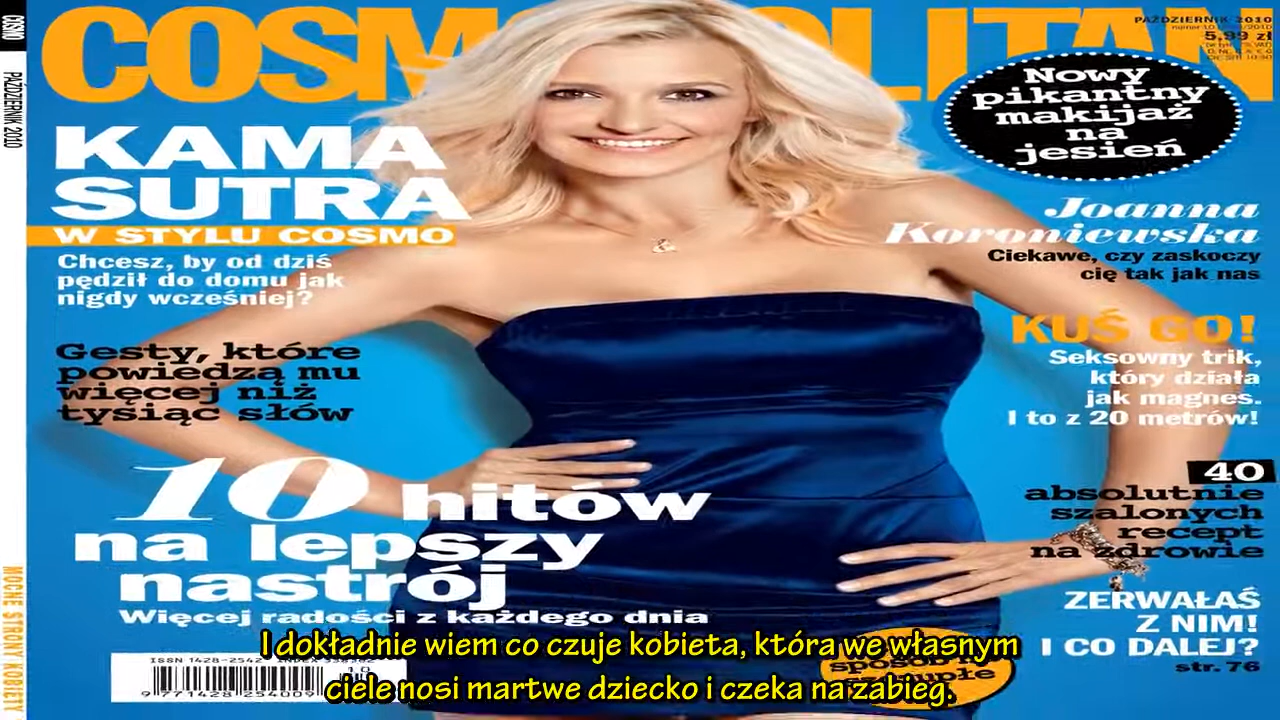 COSMOPOLITAN
COSMO
PAŹDZIERNIK 2010
MOCNE STRONY KOBIETY
PAŹDZIERNIK 2010
5,99 zł
Nowy
pikantny
makijaż
na
jesień
KAMA
SUTRA
W STYLU COSMO
Chcesz, by od dziś
pędził do domu jak
nigdy wcześniej?
Gesty, które
powiedzą mu
więcej niż
tysiąc słów
10 hitów
na lepszy
nastrój
Więcej radości z każdego dnia
Joanna
Koroniewska
Ciekawe, czy zaskoczy
cię tak jak nas
KUŚ GO!
Seksowny trik,
który działa
jak magnes.
I to z 20 metrów!
40
absolutnie
szalonych
recept
na zdrowie
ZERWAŁAŚ
Z NIM!
I CO DALEJ?
str. 76
ISSN 1428-2542 INDEX
9 771428 254009
I dokładnie wiem co czuje kobieta, która we własnym
ciele nosi martwe dziecko i czeka na zabieg.